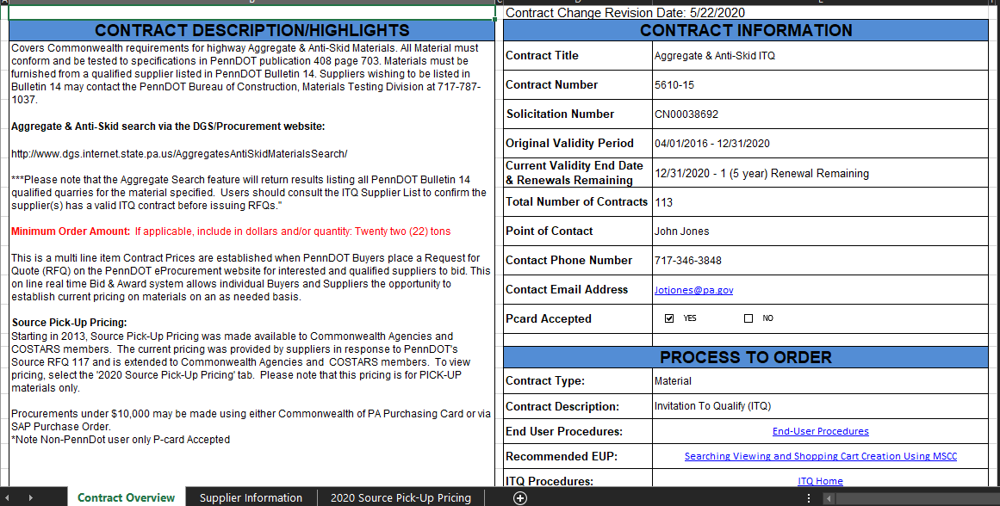 CONTRACT DESCRIPTION/HIGHLIGHTS
Covers Commonwealth requirements for highway Aggregate & Anti-Skid Materials. All Material must
conform and be tested to specifications in PennDOT publication 408 page 703. Materials must be
furnished from a qualified supplier listed in PennDOT Bulletin 14. Suppliers wishing to be listed in
Bulletin 14 may contact the PennDOT Bureau of Construction, Materials Testing Division at 717-787-
1037.
Aggregate & Anti-Skid search via the DGS/Procurement website:
http://www.dgs.internet.state.pa.us/AggregatesAntiSkidMaterialsSearch/
***Please note that the Aggregate Search feature will return results listing all PennDOT Bulletin 14
qualified quarries for the material specified.  Users should consult the ITQ Supplier List to confirm the
supplier(s) has a valid ITQ contract before issuing RFQs."
Minimum Order Amount:  If applicable, include in dollars and/or quantity: Twenty two (22) tons
This is a multi line item Contract Prices are established when PennDOT Buyers place a Request for
Quote (RFQ) on the PennDOT eProcurement website for interested and qualified suppliers to bid. This
on line real time Bid & Award system allows individual Buyers and Suppliers the opportunity to
establish current pricing on materials on an as needed basis.
Source Pick-Up Pricing:
Starting in 2013, Source Pick-Up Pricing was made available to Commonwealth Agencies and
COSTARS members.  The current pricing was provided by suppliers in response to PennDOT's
Source RFQ 117 and is extended to Commonwealth Agencies and  COSTARS members.  To view
pricing, select the '2020 Source Pick-Up Pricing' tab.  Please note that this pricing is for PICK-UP
materials only.
Procurements under $10,000 may be made using either Commonwealth of PA Purchasing Card or via
SAP Purchase Order.
*Note Non-PennDot user only P-card Accepted
Contract Change Revision Date: 5/22/2020
CONTRACT INFORMATION
Contract Title Aggregate & Anti-Skid ITQ
Contract Number 5610-15
Solicitation Number CN00038692
Original Validity Period 04/01/2016 - 12/31/2020
Current Validity End Date
& Renewals Remaining 12/31/2020 - 1 (5 year) Renewal Remaining
Total Number of Contracts 113
Point of Contact John Jones
Contact Phone Number 717-346-3848
Contact Email Address Jotjones@pa.gov
Pcard Accepted YES NO
PROCESS TO ORDER
Contract Type: Material
Contract Description: Invitation To Qualify (ITQ)
End User Procedures: End-User Procedures
Recommended EUP: Searching Viewing and Shopping Cart Creation Using MSCC
ITQ Procedures: ITQ Home
Contract Overview Supplier Information 2020 Source Pick-Up Pricing